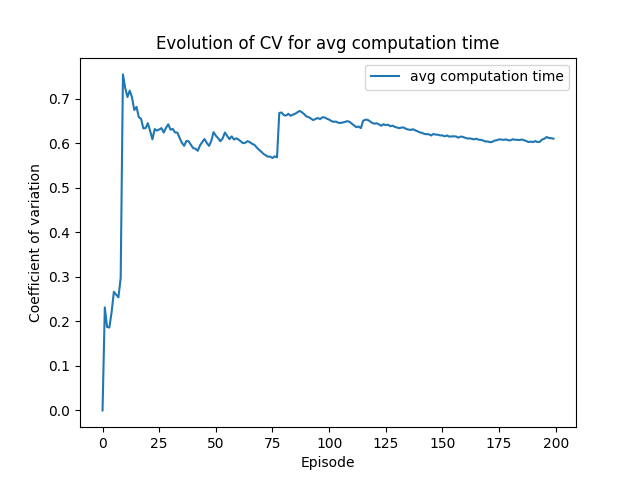 Evolution of CV for avg computation time
avg computation time
Coefficient of variation
0.7
0.6
0.5
0.4
0.3
0.2
0.1
0.0
0 25 50 75 100 125 150 175 200
Episode